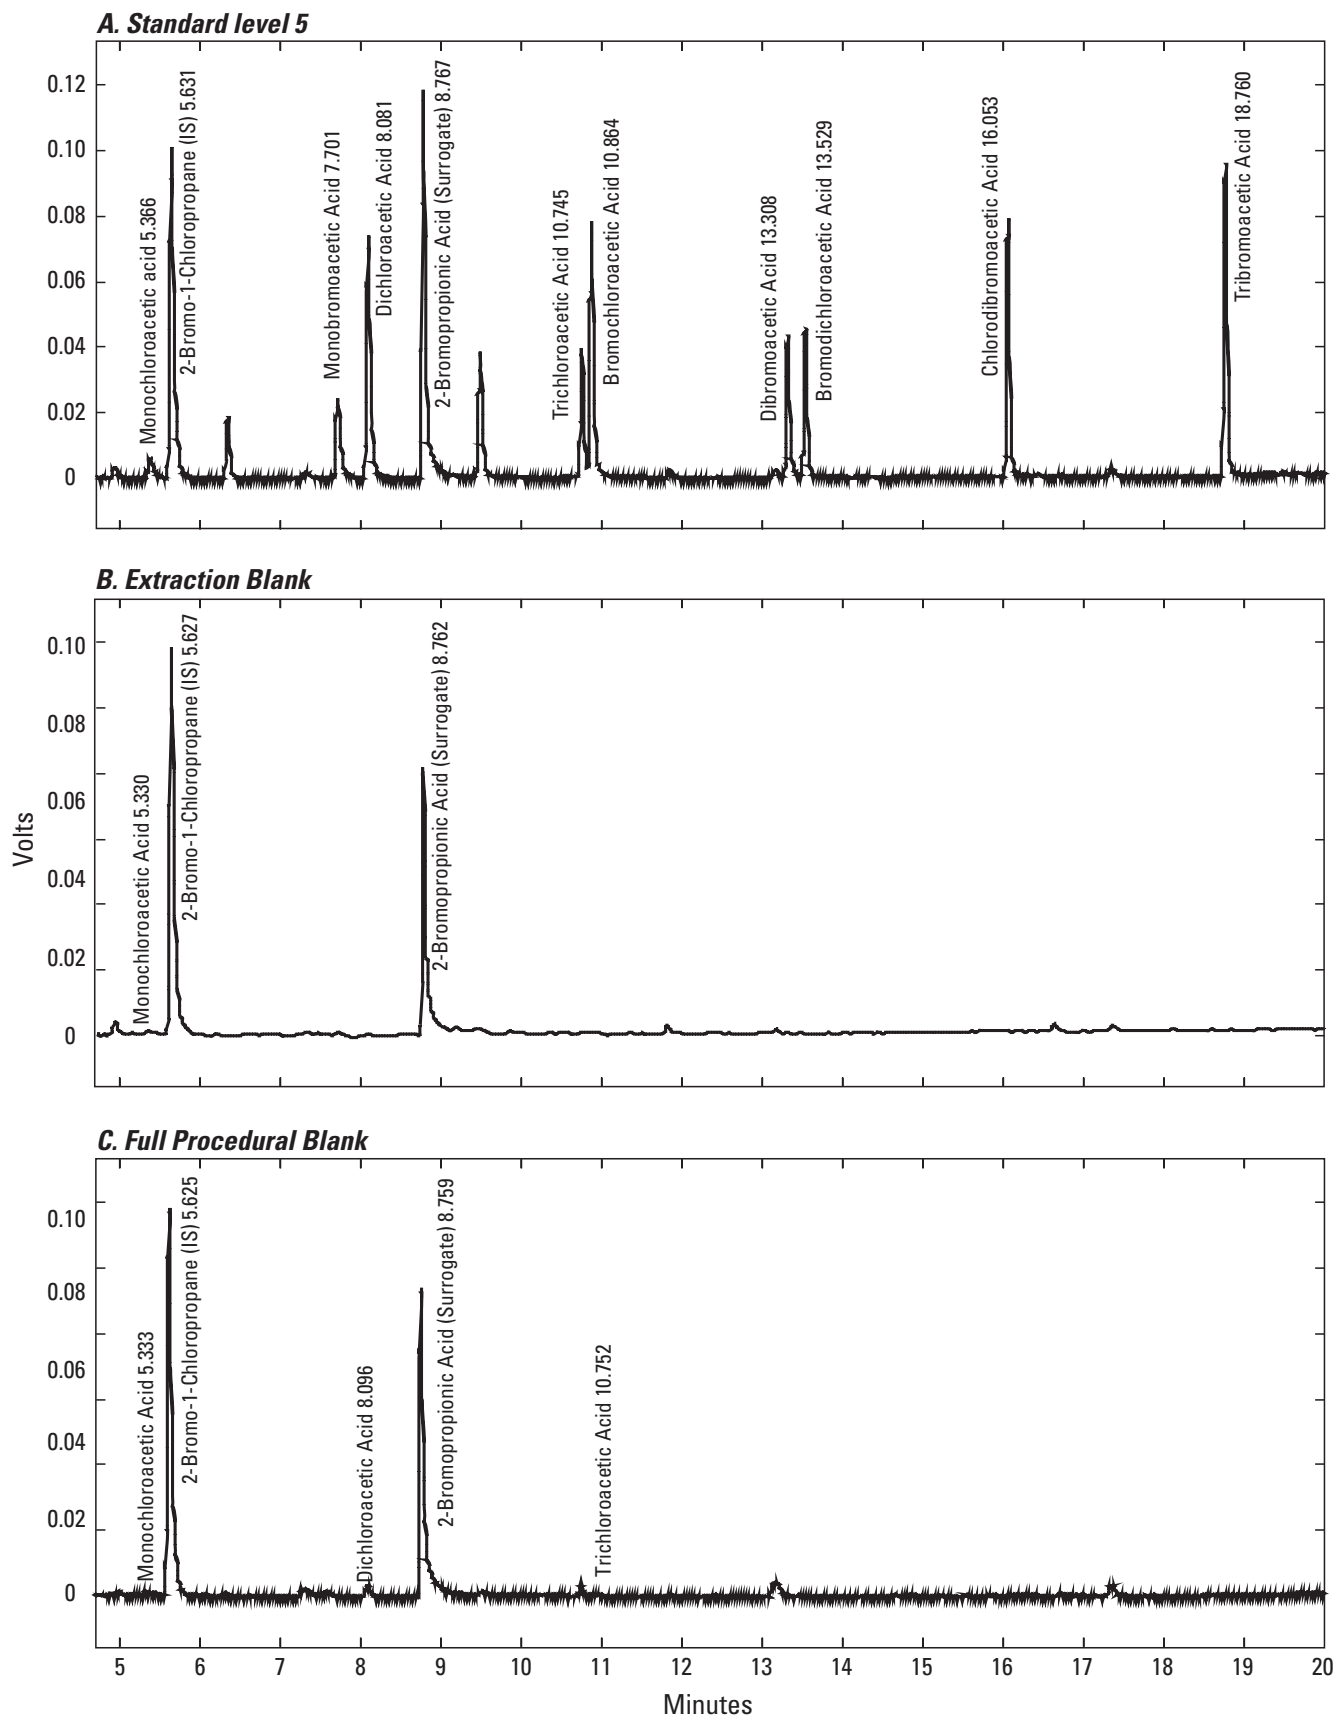 A. Standard level 5
0.12
0.10
0.08
0.06
0.04
0.02
0
Monochloroacetic acid 5.366
2-Bromo-1-Chloropropane (IS) 5.631
Monobromoacetic Acid 7.701
Dichloroacetic Acid 8.081
2-Bromopropionic Acid (Surrogate) 8.767
Trichloroacetic Acid 10.745
Bromochloroacetic Acid 10.864
Dibromoacetic Acid 13.308
Bromodichloroacetic Acid 13.529
Chlorodibromoacetic Acid 16.053
Tribromoacetic Acid 18.760
B. Extraction Blank
Volts
0.10
0.08
0.06
0.04
0.02
0
Monochloroacetic Acid 5.330
2-Bromo-1-Chloropropane (IS) 5.627
2-Bromopropionic Acid (Surrogate) 8.762
C. Full Procedural Blank
0.10
0.08
0.06
0.04
0.02
0
Monochloroacetic Acid 5.333
2-Bromo-1-Chloropropane (IS) 5.625
Dichloroacetic Acid 8.096
2-Bromopropionic Acid (Surrogate) 8.759
Trichloroacetic Acid 10.752
5 6 7 8 9 10 11 12 13 14 15 16 17 18 19 20
Minutes